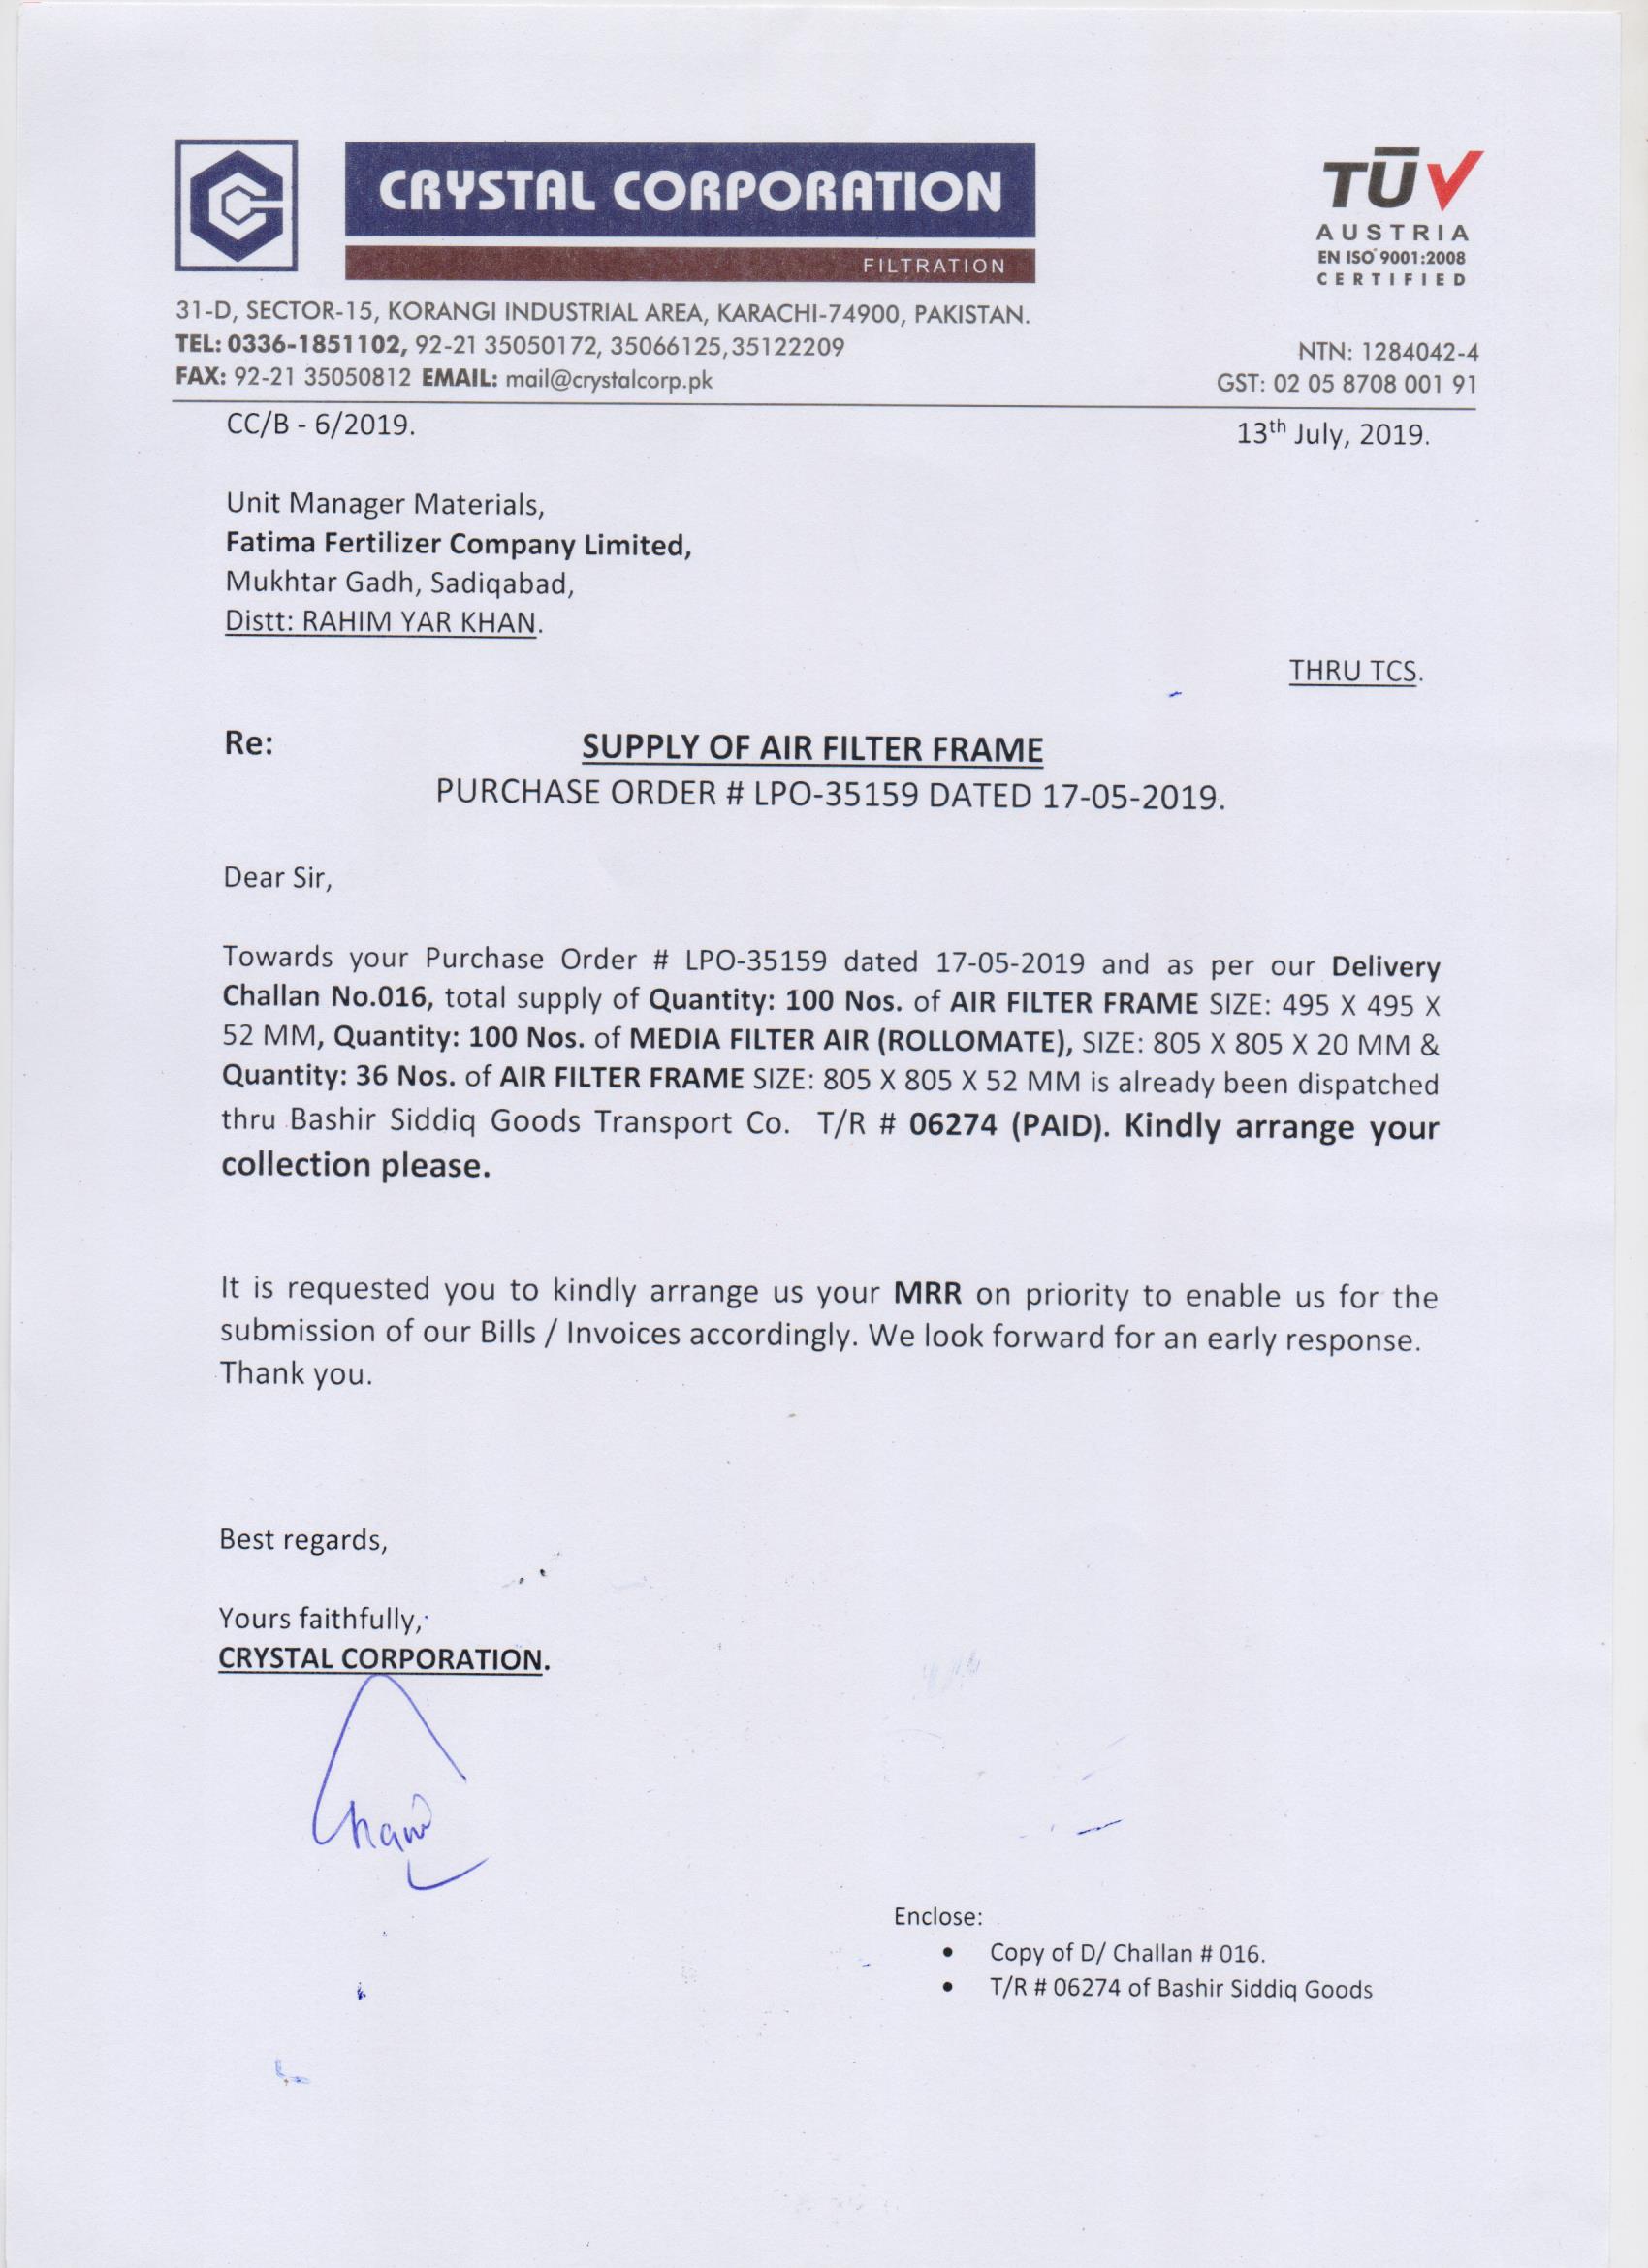 CRYSTAL CORPORATION
FILTRATION
TÜV
AUSTRIA
EN ISO 9001:2008
CERTIFIED
31-D, SECTOR-15, KORANGI INDUSTRIAL AREA, KARACHI-74900, PAKISTAN.
TEL: 0336-1851102, 92-21 35050172, 35066125,35122209
FAX: 92-21 35050812 EMAIL: mail@crystalcorp.pk
NTN: 1284042-4
GST: 02 05 8708 001 91
CC/B - 6/2019.
13th July, 2019.
Unit Manager Materials,
Fatima Fertilizer Company Limited,
Mukhtar Gadh, Sadiqabad,
Distt: RAHIM YAR KHAN.
THRU TCS.
Re: SUPPLY OF AIR FILTER FRAME
PURCHASE ORDER # LPO-35159 DATED 17-05-2019.
Dear Sir,
Towards your Purchase Order # LPO-35159 dated 17-05-2019 and as per our Delivery
Challan No.016, total supply of Quantity: 100 Nos. of AIR FILTER FRAME SIZE: 495 X 495 X
52 MM, Quantity: 100 Nos. of MEDIA FILTER AIR (ROLLOMATE), SIZE: 805 X 805 X 20 MM &
Quantity: 36 Nos. of AIR FILTER FRAME SIZE: 805 X 805 X 52 MM is already been dispatched
thru Bashir Siddiq Goods Transport Co. T/R # 06274 (PAID). Kindly arrange your
collection please.
It is requested you to kindly arrange us your MRR on priority to enable us for the
submission of our Bills / Invoices accordingly. We look forward for an early response.
Thank you.
Best regards,
Yours faithfully,
CRYSTAL CORPORATION.
Enclose:
• Copy of D/ Challan # 016.
• T/R # 06274 of Bashir Siddiq Goods